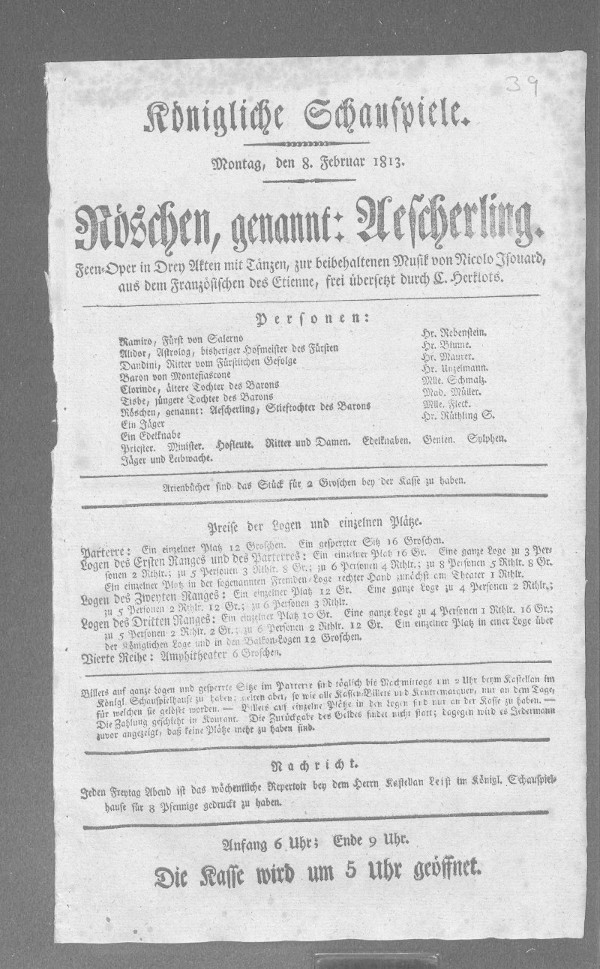 39
Königliche Schauspiele.
Montag, den 8. Februar 1813.
Röschen, genannt: Aescherling.
Feen-Oper in Drey Akten mit Tänzen, zur beibehaltenen Musik von Nicolo Isouard,
aus dem Französischen des Etienne, frei übersetzt durch C. Herklots.
Personen:
Ramiro, Fürst von Salerno Hr. Rebenstein.
Alidor, Astrolog, bisheriger Hofmeister des Fürsten Hr. Blume.
Dandini, Ritter vom Fürstlichen Gefolge Hr. Maurer.
Baron von Montefiascone Hr. Unzelmann.
Clorinde, ältere Tochter des Barons Mlle. Schmalz.
Tisbe, jüngere Tochter des Barons Mad. Müller.
Röschen, genannt: Aescherling, Stieftochter des Barons Mlle. Fleck.
Ein Jäger Hr. Rüthling S.
Ein Edelknabe
Priester. Minister. Hofleute. Ritter und Damen. Edelknaben. Genien. Sylphen.
Jäger und Leibwache.
Arienbücher sind das Stück für 2 Groschen bey der Kasse zu haben.
Preise der Logen und einzelnen Plätze.
Parterre: Ein einzelner Platz 12 Groschen. Ein gesperrter Sitz 16 Groschen.
Logen des Ersten Ranges und des Parterres: Ein einzelner Platz 16 Gr. Eine ganze Loge zu 3 Per-
sonen 2 Rthlr.; zu 5 Personen 3 Rthlr. 8 Gr.; zu 6 Personen 4 Rthlr.; zu 8 Personen 5 Rthlr. 8 Gr.
Ein einzelner Platz in der sogenannten Fremden-Loge rechter Hand zunächst am Theater 1 Rthlr.
Logen des Zweyten Ranges: Ein einzelner Platz 12 Gr. Eine ganze Loge zu 4 Personen 2 Rthlr.;
zu 5 Personen 2 Rthlr. 12 Gr.; zu 6 Personen 3 Rthlr.
Logen des Dritten Ranges: Ein einzelner Platz 10 Gr. Eine ganze Loge zu 4 Personen 1 Rthlr. 16 Gr.;
zu 5 Personen 2 Rthlr. 2 Gr.; zu 6 Personen 2 Rthlr. 12 Gr. Ein einzelner Platz in einer Loge über
der Königlichen Loge und in den Balkon-Logen 12 Groschen.
Vierte Reihe: Amphitheater 6 Groschen.
Billets auf ganze Logen und gesperrte Sitze im Parterre sind täglich bis Nachmittags um 2 Uhr beym Kastellan im
Königl. Schauspielhause zu haben; gelten aber, so wie alle Kassen-Billets und Kontremarquen, nur an dem Tage,
für welchen sie gelöset worden. — Billets auf einzelne Plätze in den Logen sind nur an der Kasse zu haben. —
Die Zahlung geschieht in Kourant. Die Zurückgabe des Geldes findet nicht statt; dagegen wird es Jedermann
zuvor angezeigt, daß keine Plätze mehr zu haben sind.
Nachricht.
Jeden Freytag Abend ist das wöchentliche Repertoir bey dem Herrn Kastellan Leist im Königl. Schauspiel-
hause für 8 Pfennige gedruckt zu haben.
Anfang 6 Uhr; Ende 9 Uhr.
Die Kasse wird um 5 Uhr geöffnet.